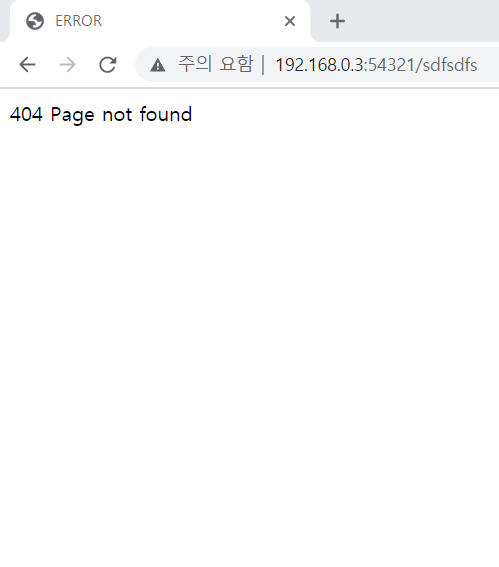 ERROR
주의 요함 | 192.168.0.3:54321/sdfsdfs
404 Page not found